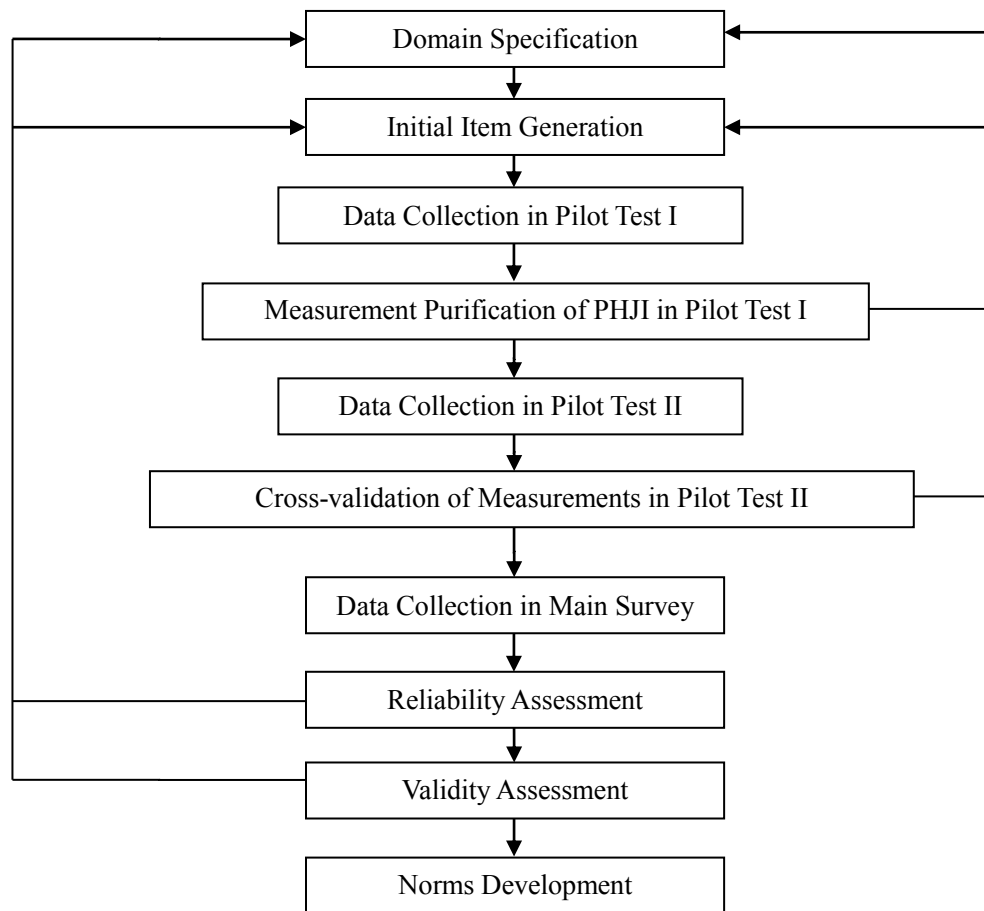 Domain Specification
Initial Item Generation
Data Collection in Pilot Test I
Measurement Purification of PHJI in Pilot Test I
Data Collection in Pilot Test II
Cross-validation of Measurements in Pilot Test II
Data Collection in Main Survey
Reliability Assessment
Validity Assessment
Norms Development